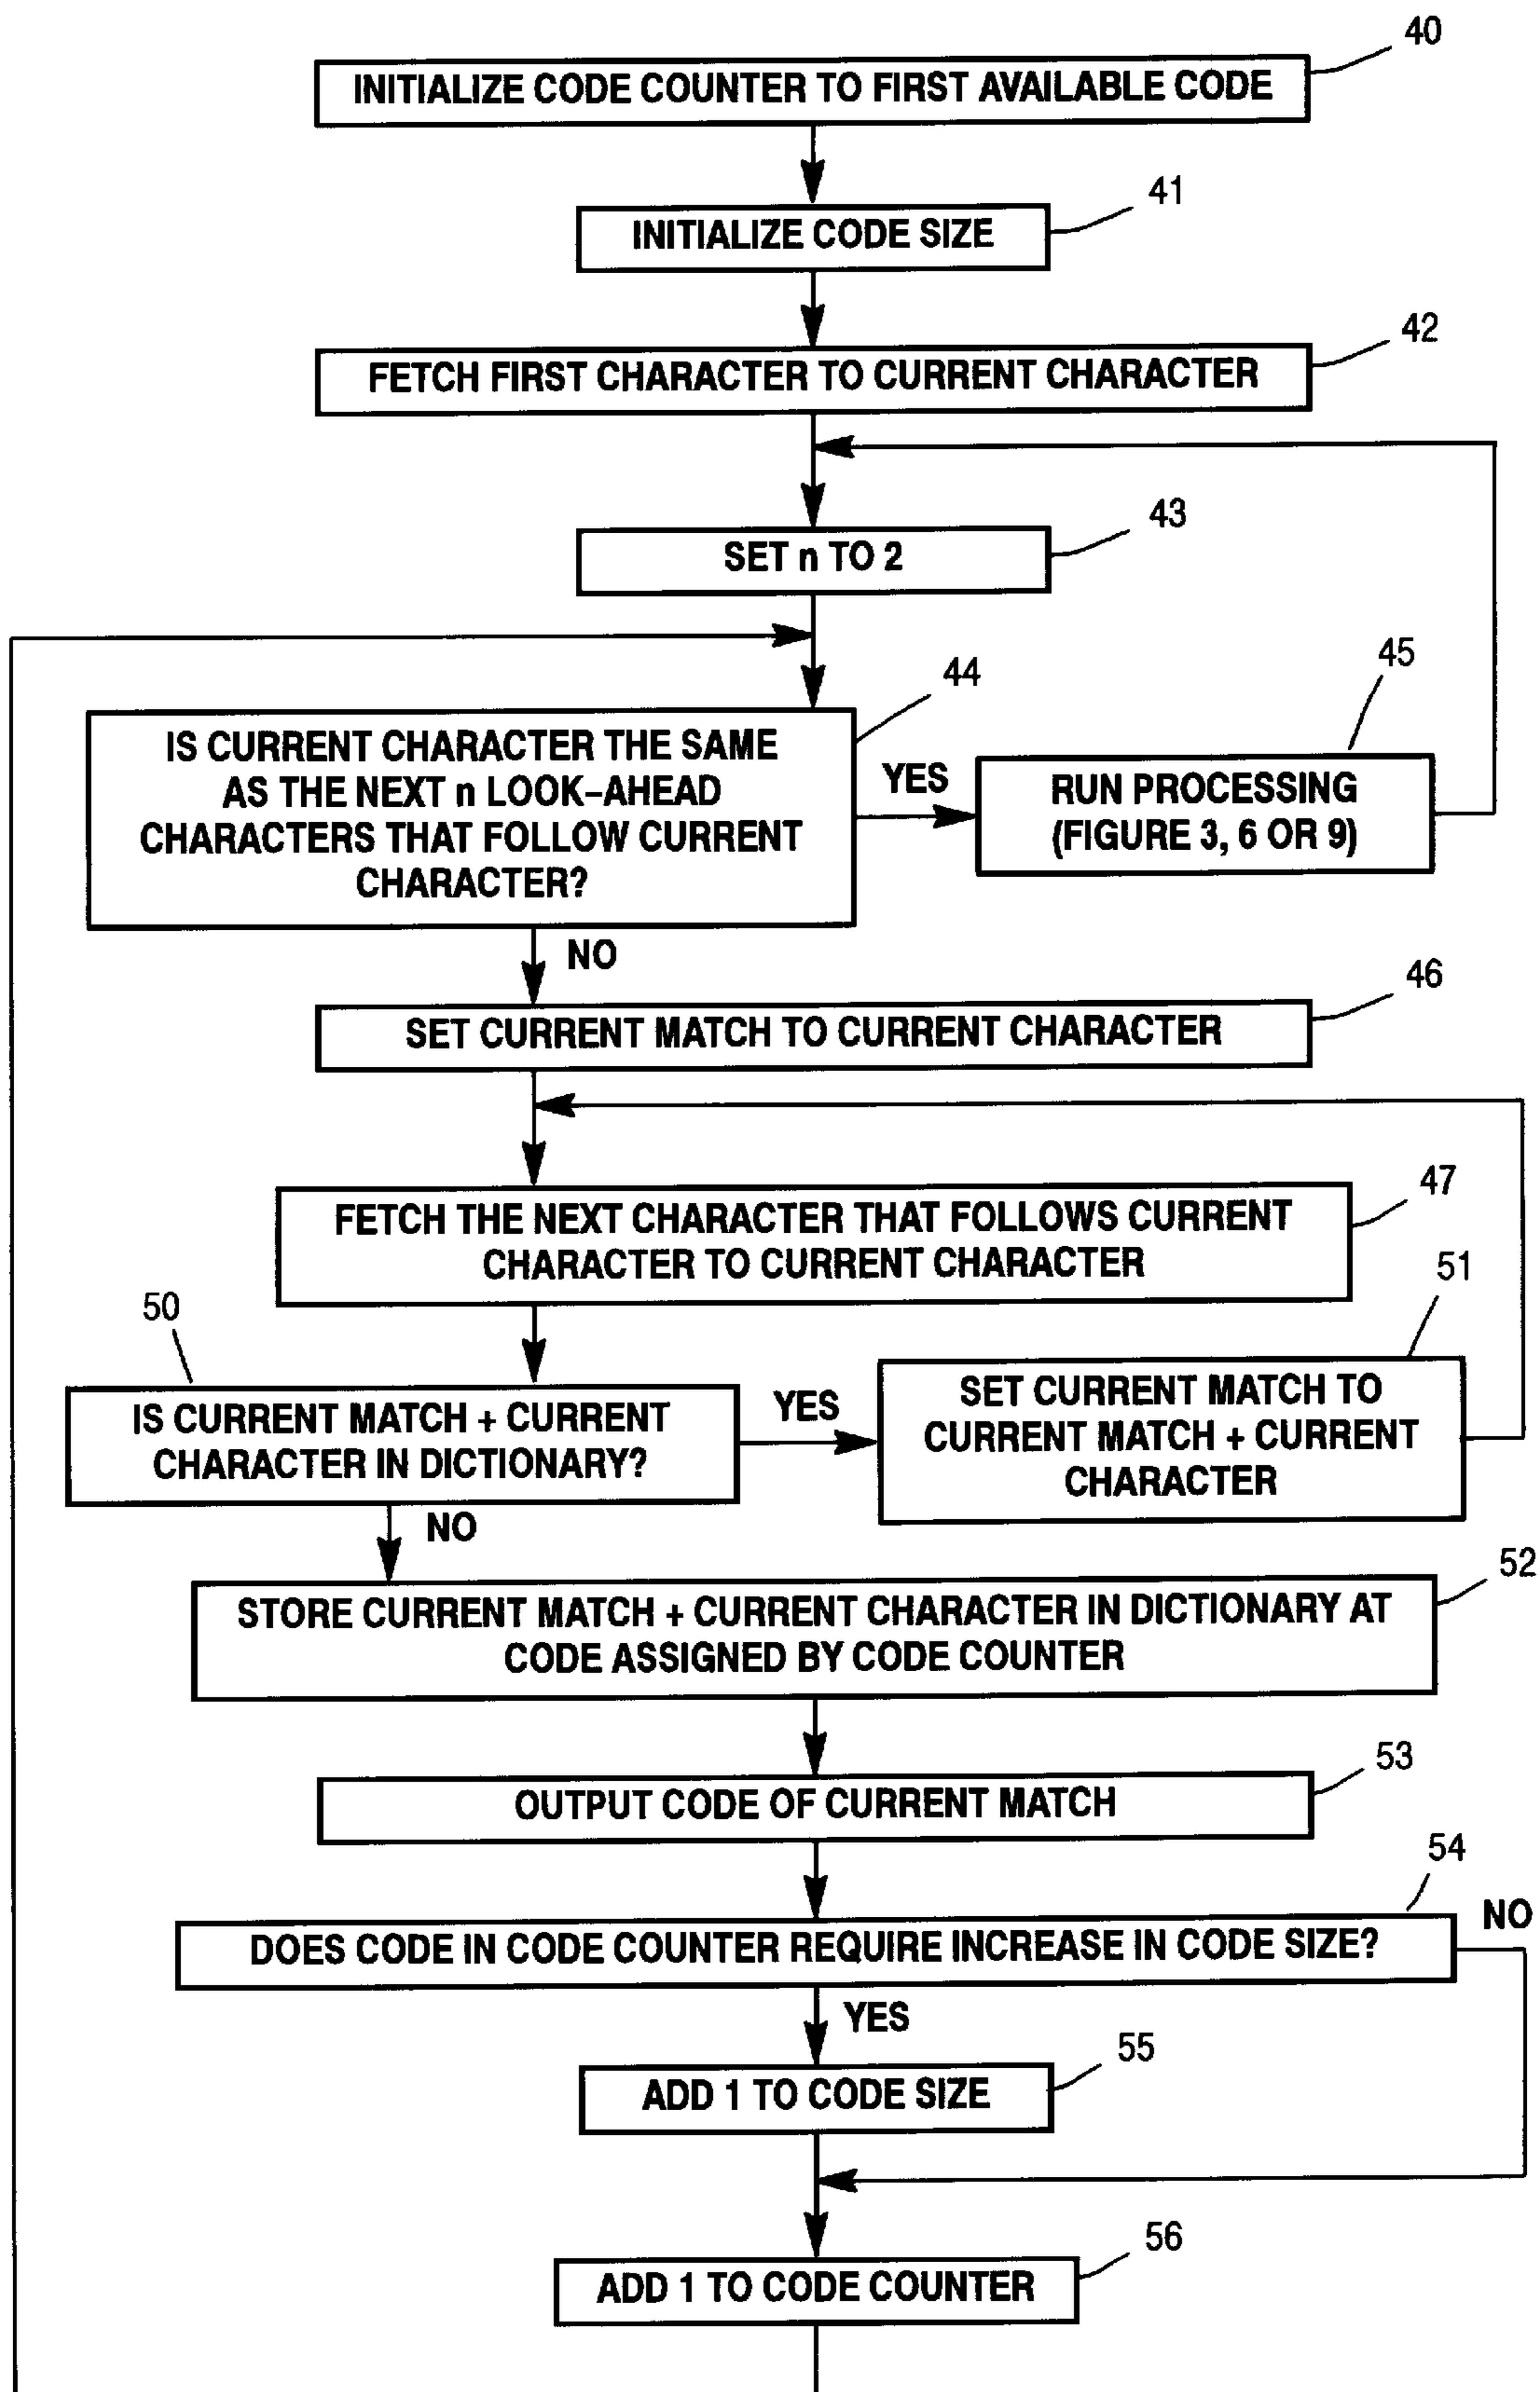 40
INITIALIZE CODE COUNTER TO FIRST AVAILABLE CODE
41
INITIALIZE CODE SIZE
42
FETCH FIRST CHARACTER TO CURRENT CHARACTER
43
SET n TO 2
44
45
IS CURRENT CHARACTER THE SAME
AS THE NEXT n LOOK-AHEAD
CHARACTERS THAT FOLLOW CURRENT
CHARACTER?
YES
RUN PROCESSING
(FIGURE 3, 6 OR 9)
NO
46
SET CURRENT MATCH TO CURRENT CHARACTER
47
FETCH THE NEXT CHARACTER THAT FOLLOWS CURRENT
CHARACTER TO CURRENT CHARACTER
50
51
IS CURRENT MATCH + CURRENT
CHARACTER IN DICTIONARY?
YES
SET CURRENT MATCH TO
CURRENT MATCH + CURRENT
CHARACTER
NO
52
STORE CURRENT MATCH + CURRENT CHARACTER IN DICTIONARY AT
CODE ASSIGNED BY CODE COUNTER
53
OUTPUT CODE OF CURRENT MATCH
54
NO
DOES CODE IN CODE COUNTER REQUIRE INCREASE IN CODE SIZE?
YES
55
ADD 1 TO CODE SIZE
56
ADD 1 TO CODE COUNTER